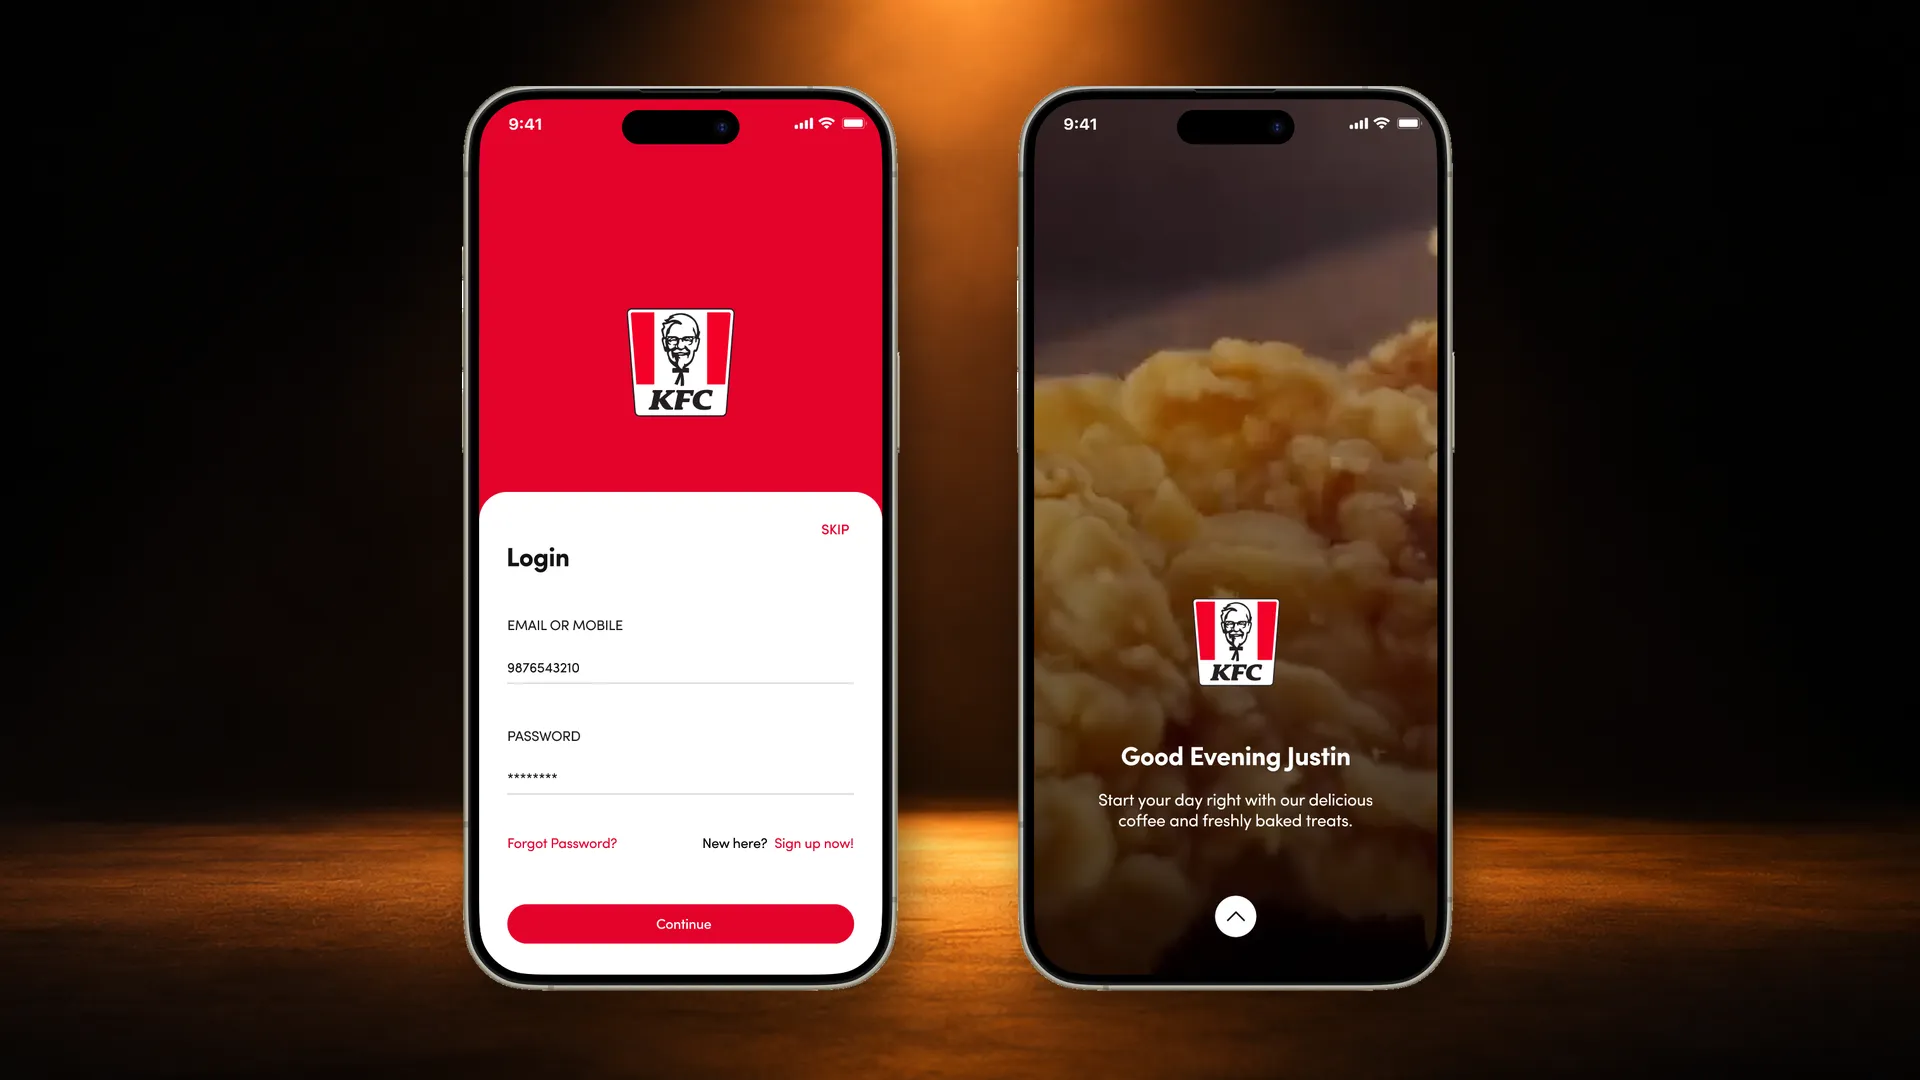 9:41
KFC
SKIP
Login
EMAIL OR MOBILE
9876543210
PASSWORD
********
Forgot Password?
New here? Sign up now!
Continue
9:41
KFC
Good Evening Justin
Start your day right with our delicious
coffee and freshly baked treats.